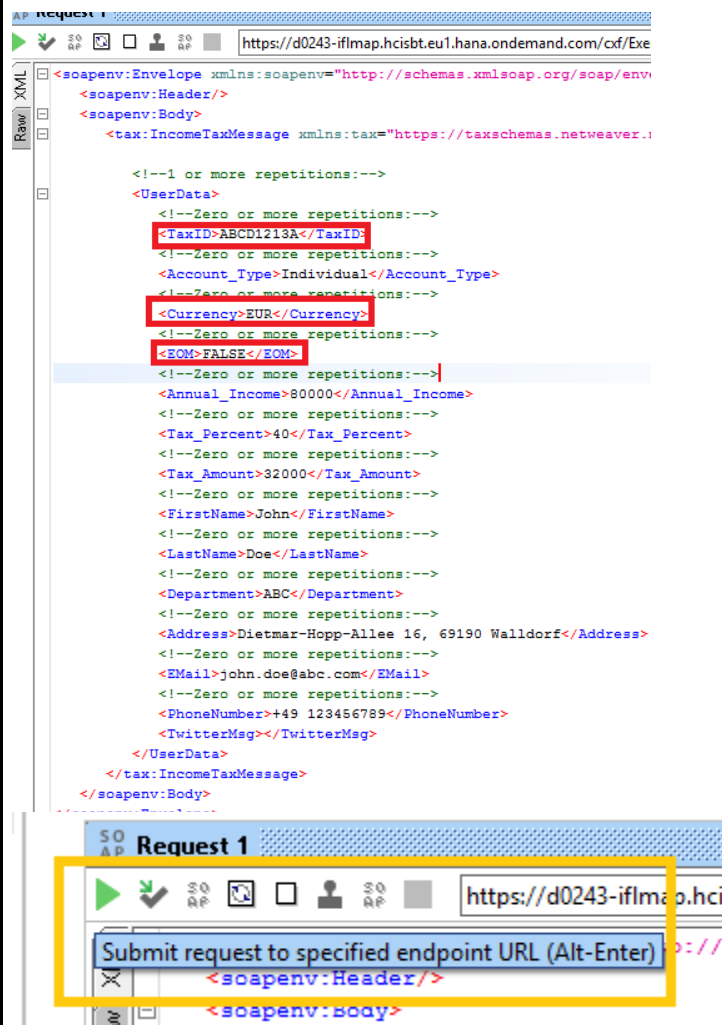 SOAP Request 1
https://d0243-iflmap.hcisbt.eu1.hana.ondemand.com/cxf/Exe
XML
Raw
<soapenv:Envelope xmlns:soapenv="http://schemas.xmlsoap.org/soap/enve
<soapenv:Header/>
<soapenv:Body>
<tax:IncomeTaxMessage xmlns:tax="https://taxschemas.netweaver.
<!--1 or more repetitions:-->
<UserData>
<!--Zero or more repetitions:-->
<TaxID>ABCD1213A</TaxID>
<!--Zero or more repetitions:-->
<Account_Type>Individual</Account_Type>
<!--Zero or more repetitions:-->
<Currency>EUR</Currency>
<!--Zero or more repetitions:-->
<EOM>FALSE</EOM>
<!--Zero or more repetitions:-->
<Annual_Income>80000</Annual_Income>
<!--Zero or more repetitions:-->
<Tax_Percent>40</Tax_Percent>
<!--Zero or more repetitions:-->
<Tax_Amount>32000</Tax_Amount>
<!--Zero or more repetitions:-->
<FirstName>John</FirstName>
<!--Zero or more repetitions:-->
<LastName>Doe</LastName>
<!--Zero or more repetitions:-->
<Department>ABC</Department>
<!--Zero or more repetitions:-->
<Address>Dietmar-Hopp-Allee 16, 69190 Walldorf</Address>
<!--Zero or more repetitions:-->
<EMail>john.doe@abc.com</EMail>
<!--Zero or more repetitions:-->
<PhoneNumber>+49 123456789</PhoneNumber>
<TwitterMsg></TwitterMsg>
</UserData>
</tax:IncomeTaxMessage>
</soapenv:Body>
SOAP Request 1
https://d0243-iflmap.hci
Submit request to specified endpoint URL (Alt-Enter)
<soapenv:Header/>
<soapenv:Body>